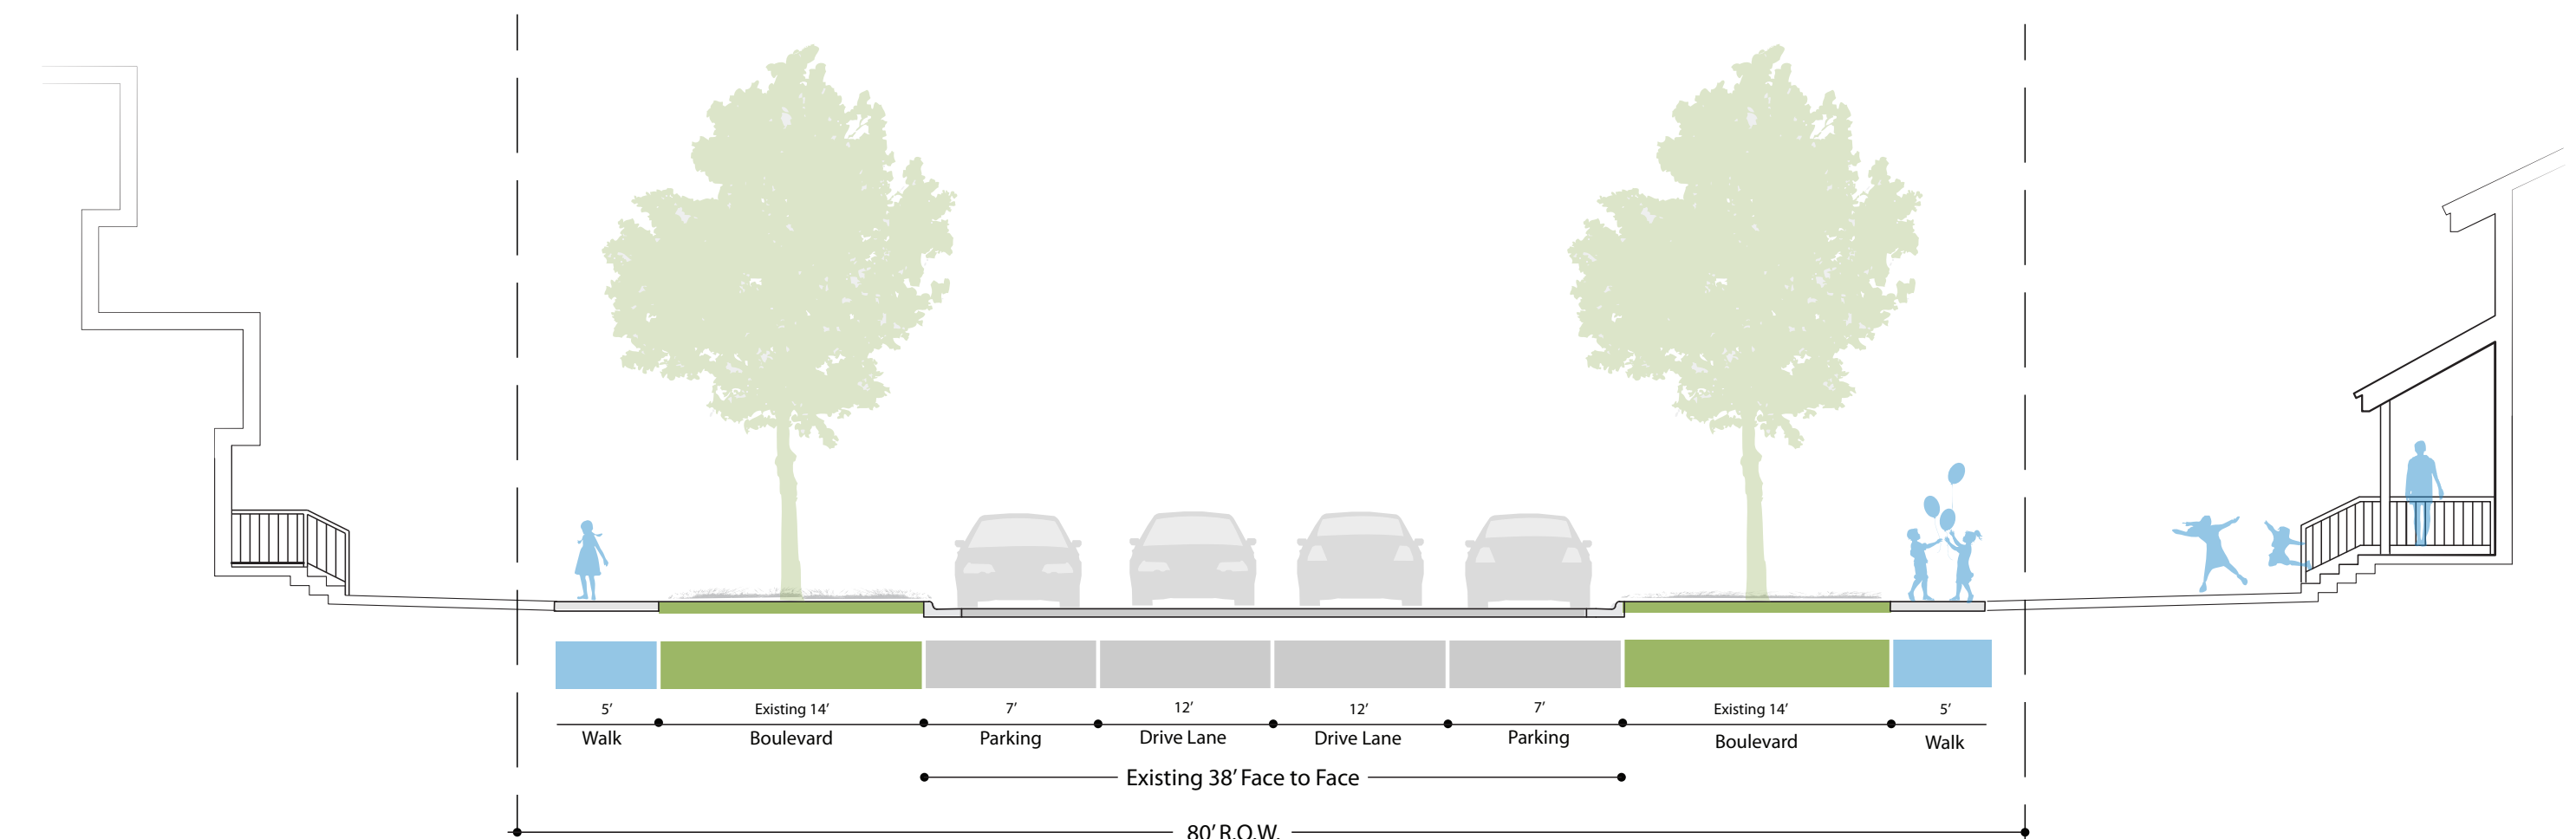 5’ Existing 14’ 7’ 12’ 12’ 7’ Existing 14’ 5’
Walk Boulevard Parking Drive Lane Drive Lane Parking Boulevard Walk
Existing 38’ Face to Face
80’ R.O.W.